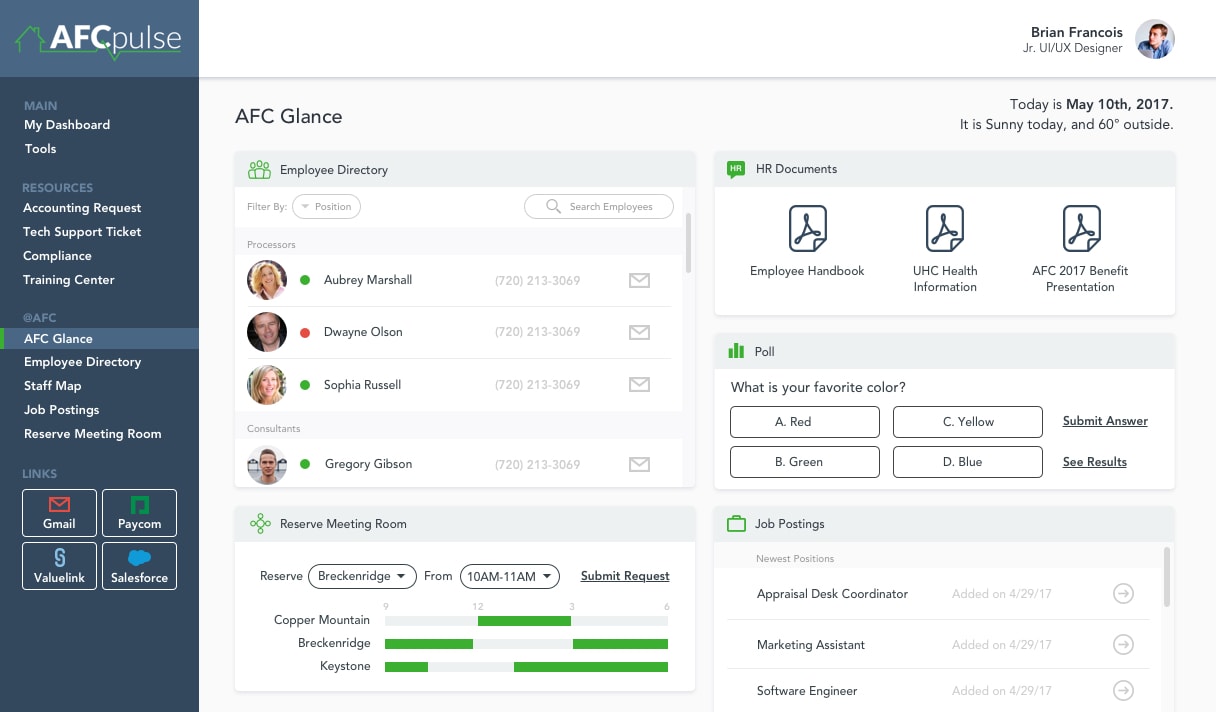 AFCpulse
Brian Francois
Jr. UI/UX Designer
MAIN
My Dashboard
Tools
RESOURCES
Accounting Request
Tech Support Ticket
Compliance
Training Center
@AFC
AFC Glance
Employee Directory
Staff Map
Job Postings
Reserve Meeting Room
LINKS
Gmail
Paycom
Valuelink
Salesforce
AFC Glance
Today is May 10th, 2017.
It is Sunny today, and 60° outside.
Employee Directory
Filter By: Position
Search Employees
Processors
Aubrey Marshall (720) 213-3069
Dwayne Olson (720) 213-3069
Sophia Russell (720) 213-3069
Consultants
Gregory Gibson (720) 213-3069
HR HR Documents
Employee Handbook
UHC Health
Information
AFC 2017 Benefit
Presentation
Poll
What is your favorite color?
A. Red C. Yellow Submit Answer
B. Green D. Blue See Results
Reserve Meeting Room
Reserve Breckenridge From 10AM-11AM Submit Request
9 12 3 6
Copper Mountain
Breckenridge
Keystone
Job Postings
Newest Positions
Appraisal Desk Coordinator Added on 4/29/17
Marketing Assistant Added on 4/29/17
Software Engineer Added on 4/29/17